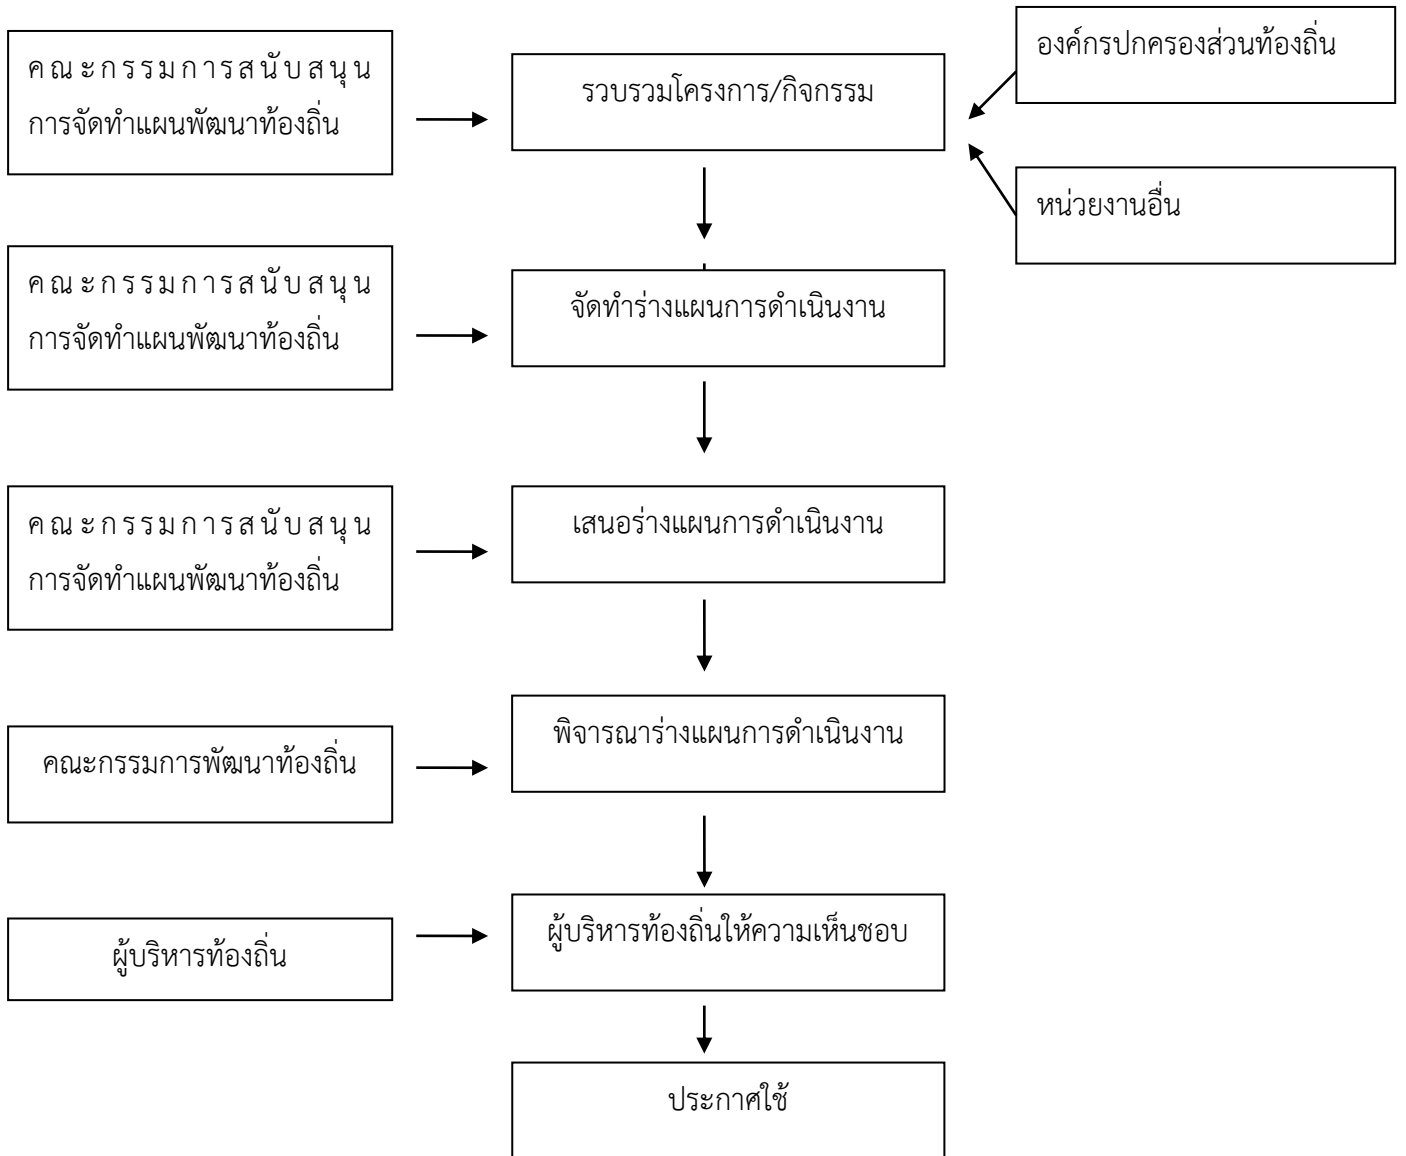 คณะกรรมการสนับสนุน
การจัดทำแผนพัฒนาท้องถิ่น
รวบรวมโครงการ/กิจกรรม
องค์กรปกครองส่วนท้องถิ่น
หน่วยงานอื่น
คณะกรรมการสนับสนุน
การจัดทำแผนพัฒนาท้องถิ่น
จัดทำร่างแผนการดำเนินงาน
คณะกรรมการสนับสนุน
การจัดทำแผนพัฒนาท้องถิ่น
เสนอร่างแผนการดำเนินงาน
คณะกรรมการพัฒนาท้องถิ่น
พิจารณาร่างแผนการดำเนินงาน
ผู้บริหารท้องถิ่น
ผู้บริหารท้องถิ่นให้ความเห็นชอบ
ประกาศใช้